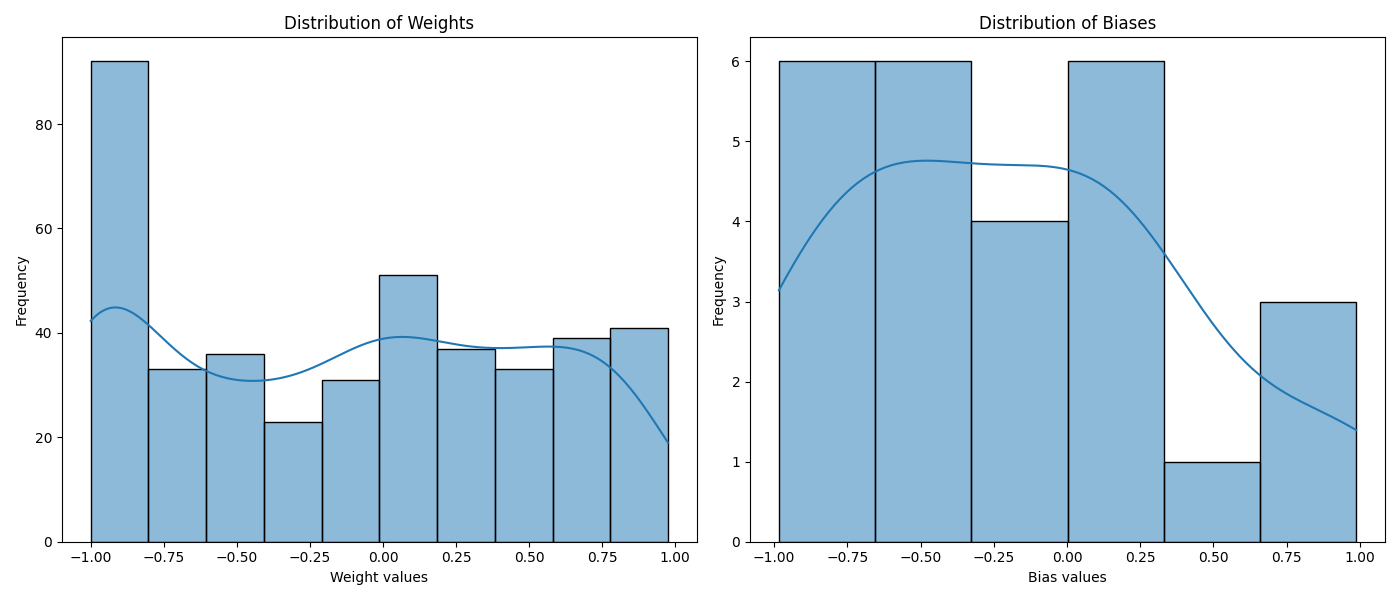 Distribution of Weights
Frequency
80
60
40
20
0
−1.00 −0.75 −0.50 −0.25 0.00 0.25 0.50 0.75 1.00
Weight values
Distribution of Biases
Frequency
6
5
4
3
2
1
0
−1.00 −0.75 −0.50 −0.25 0.00 0.25 0.50 0.75 1.00
Bias values